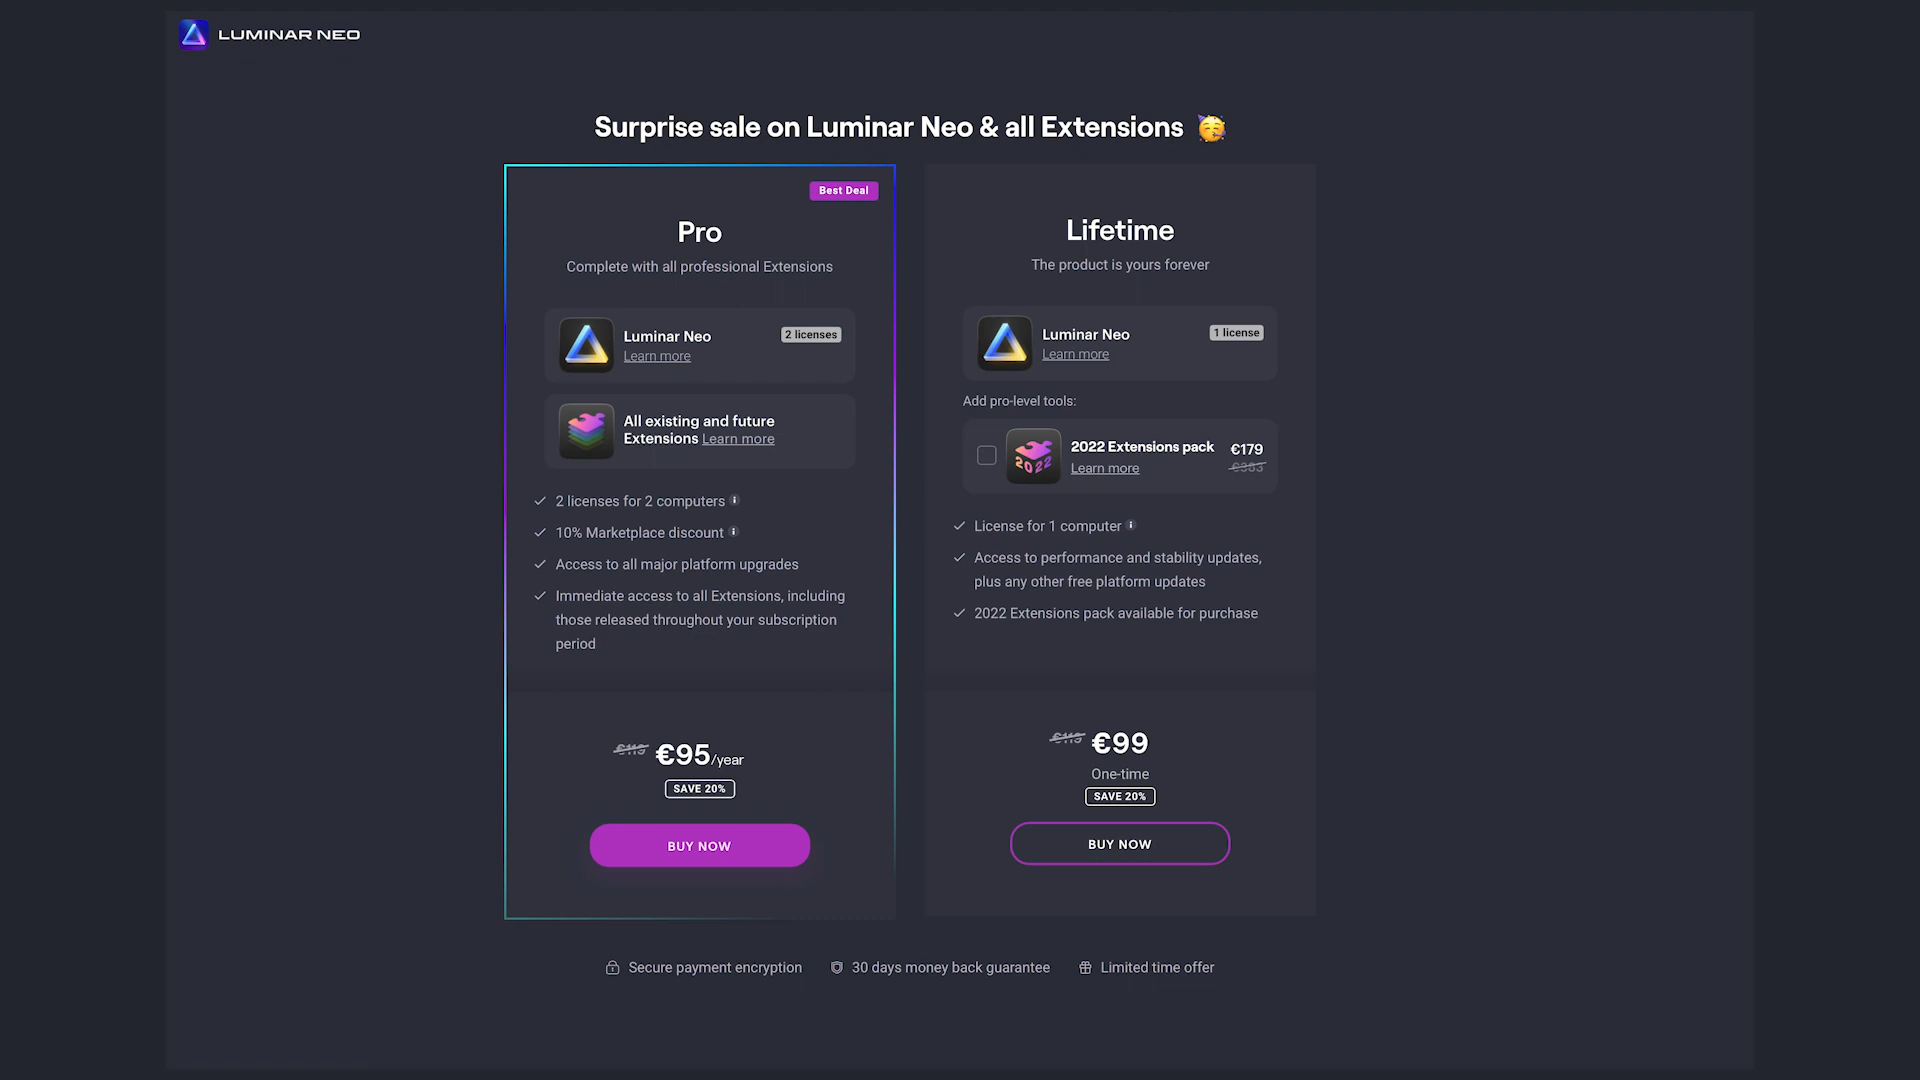 LUMINAR NEO
Surprise sale on Luminar Neo & all Extensions
Best Deal
Pro
Complete with all professional Extensions
Luminar Neo
2 licenses
Learn more
All existing and future
Extensions Learn more
2 licenses for 2 computers
10% Marketplace discount
Access to all major platform upgrades
Immediate access to all Extensions, including
those released throughout your subscription
period
€95/year
SAVE 20%
BUY NOW
Lifetime
The product is yours forever
Luminar Neo
1 license
Learn more
Add pro-level tools:
2022
2022 Extensions pack
€179
Learn more
€383
License for 1 computer
Access to performance and stability updates,
plus any other free platform updates
2022 Extensions pack available for purchase
€99
One-time
SAVE 20%
BUY NOW
Secure payment encryption
30 days money back guarantee
Limited time offer